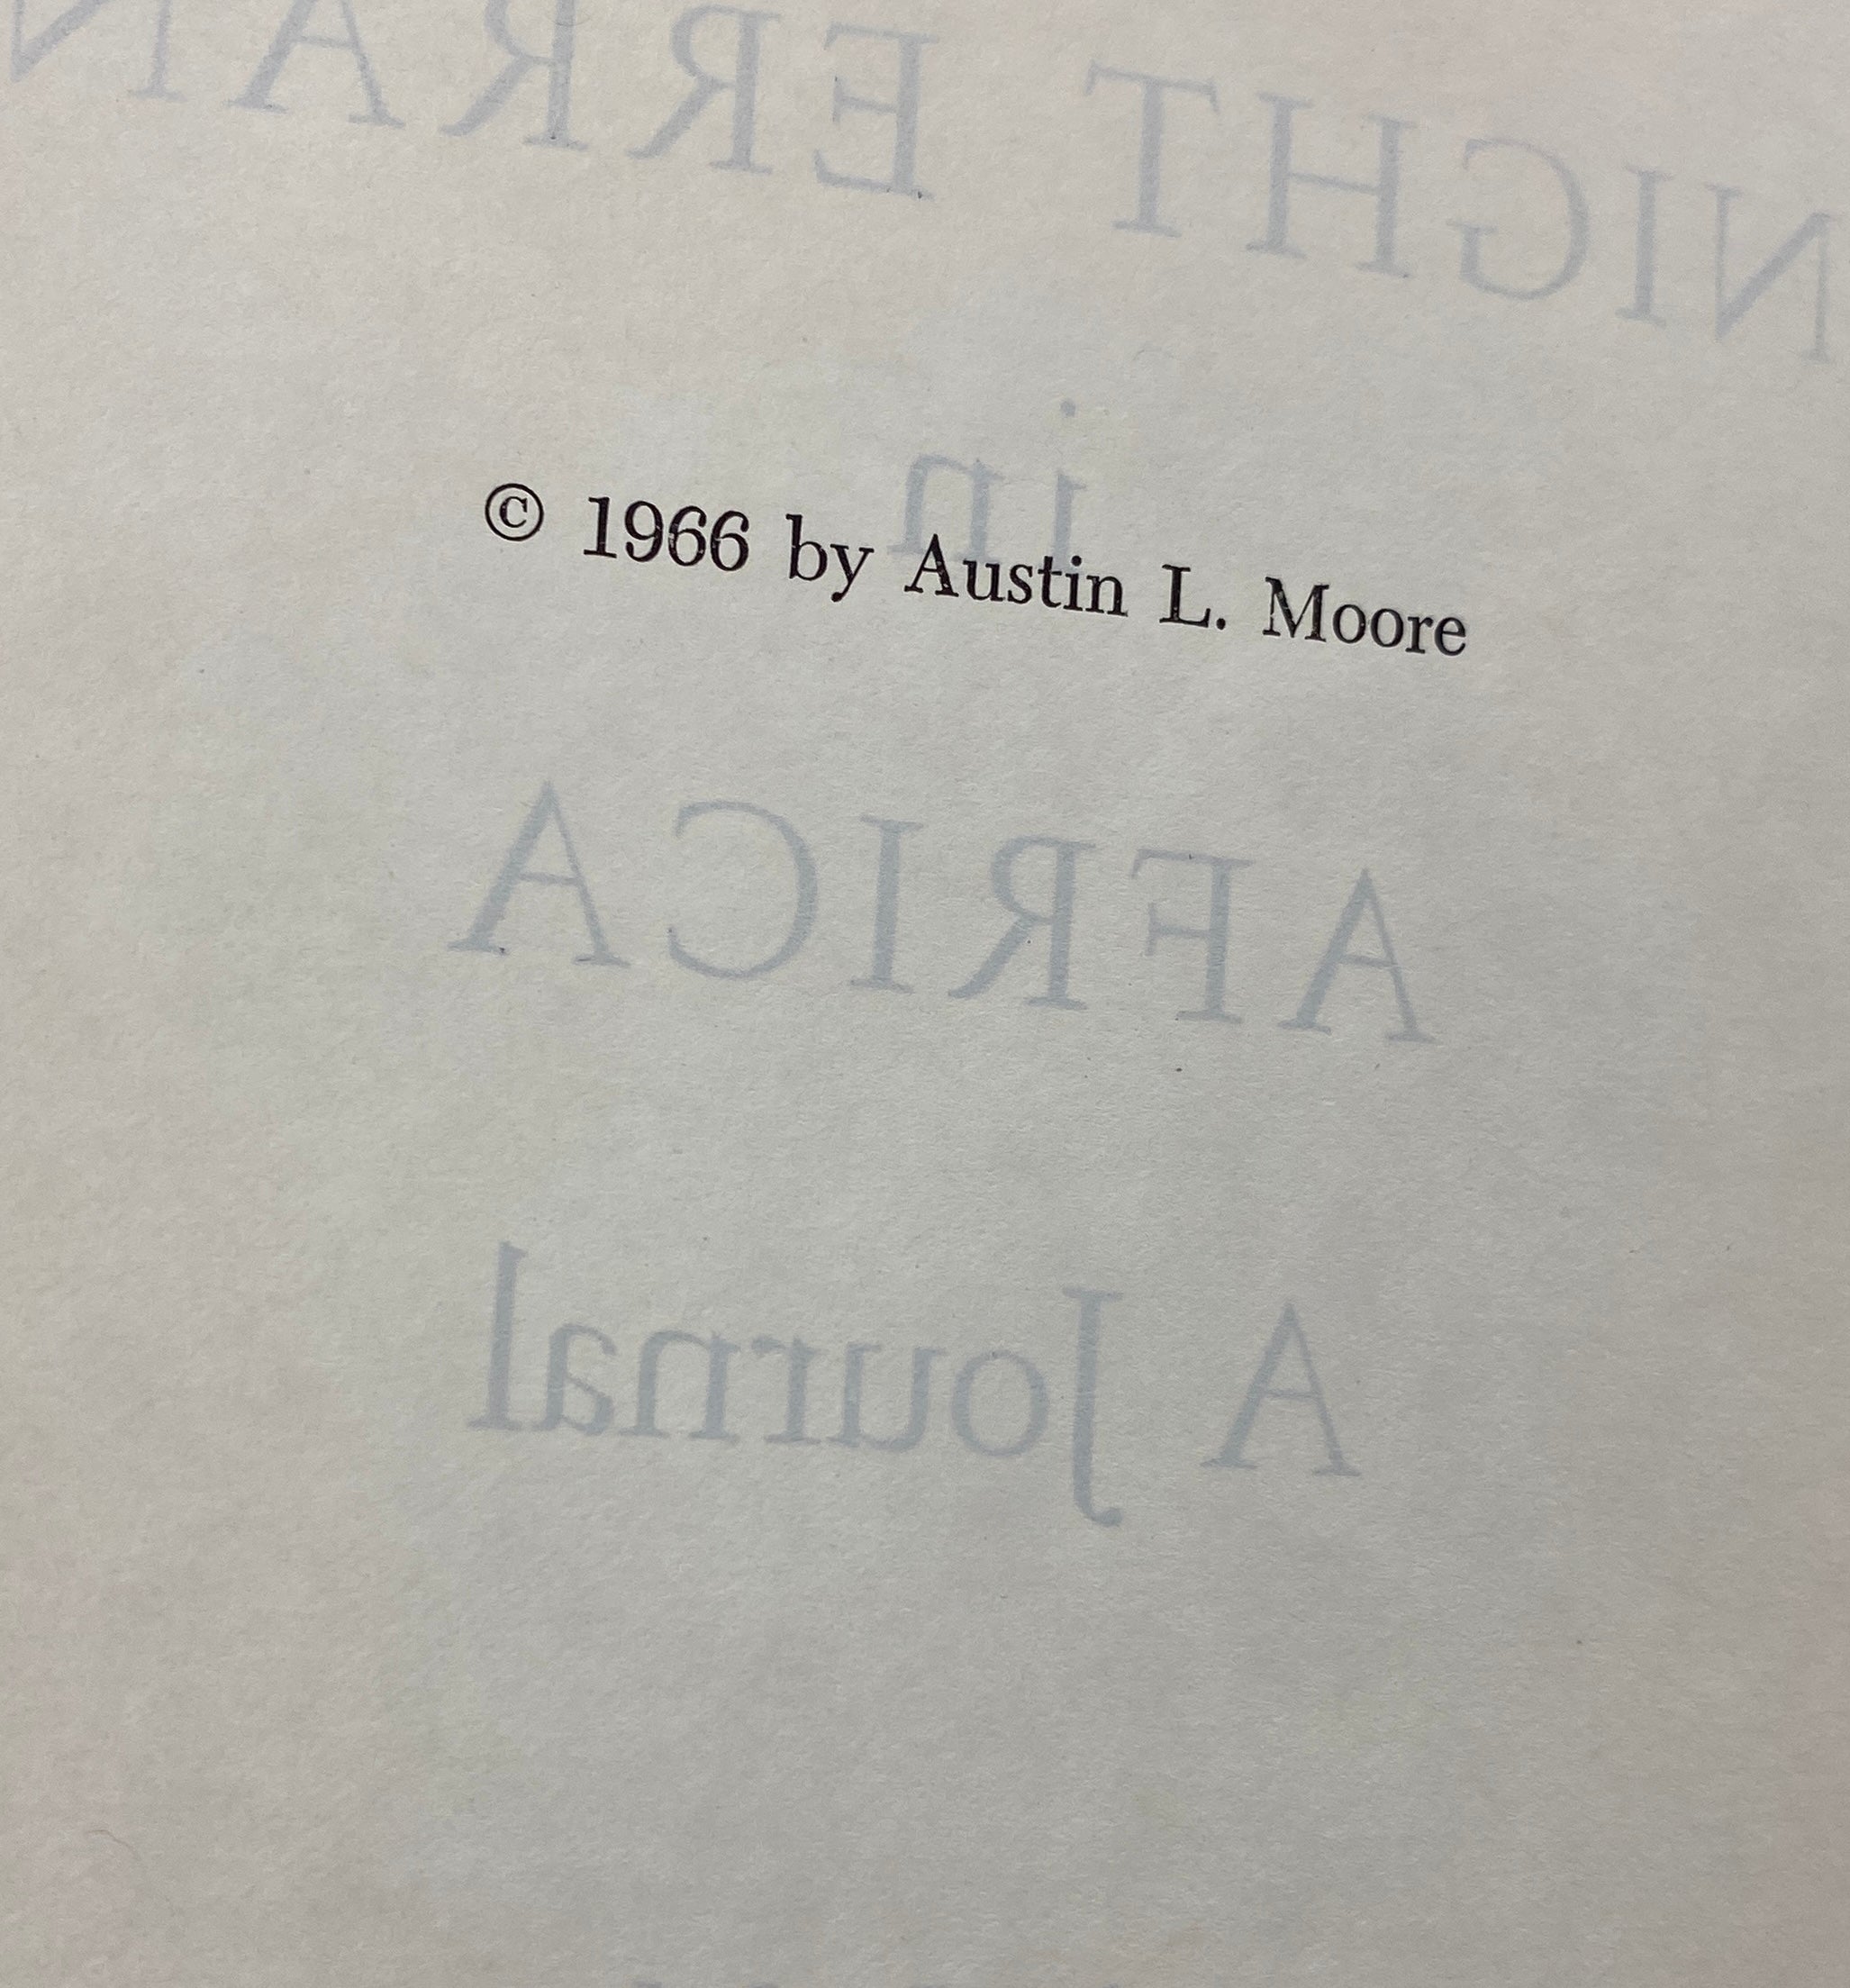 NIGHT ERRAN
in
© 1966 by Austin L. Moore
AFRICA
A Journal